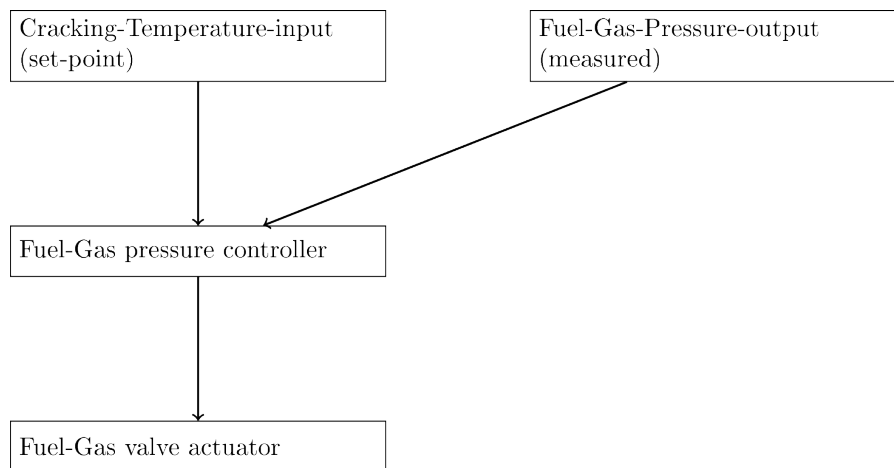 Cracking-Temperature-input
(set-point)
Fuel-Gas-Pressure-output
(measured)
Fuel-Gas pressure controller
Fuel-Gas valve actuator